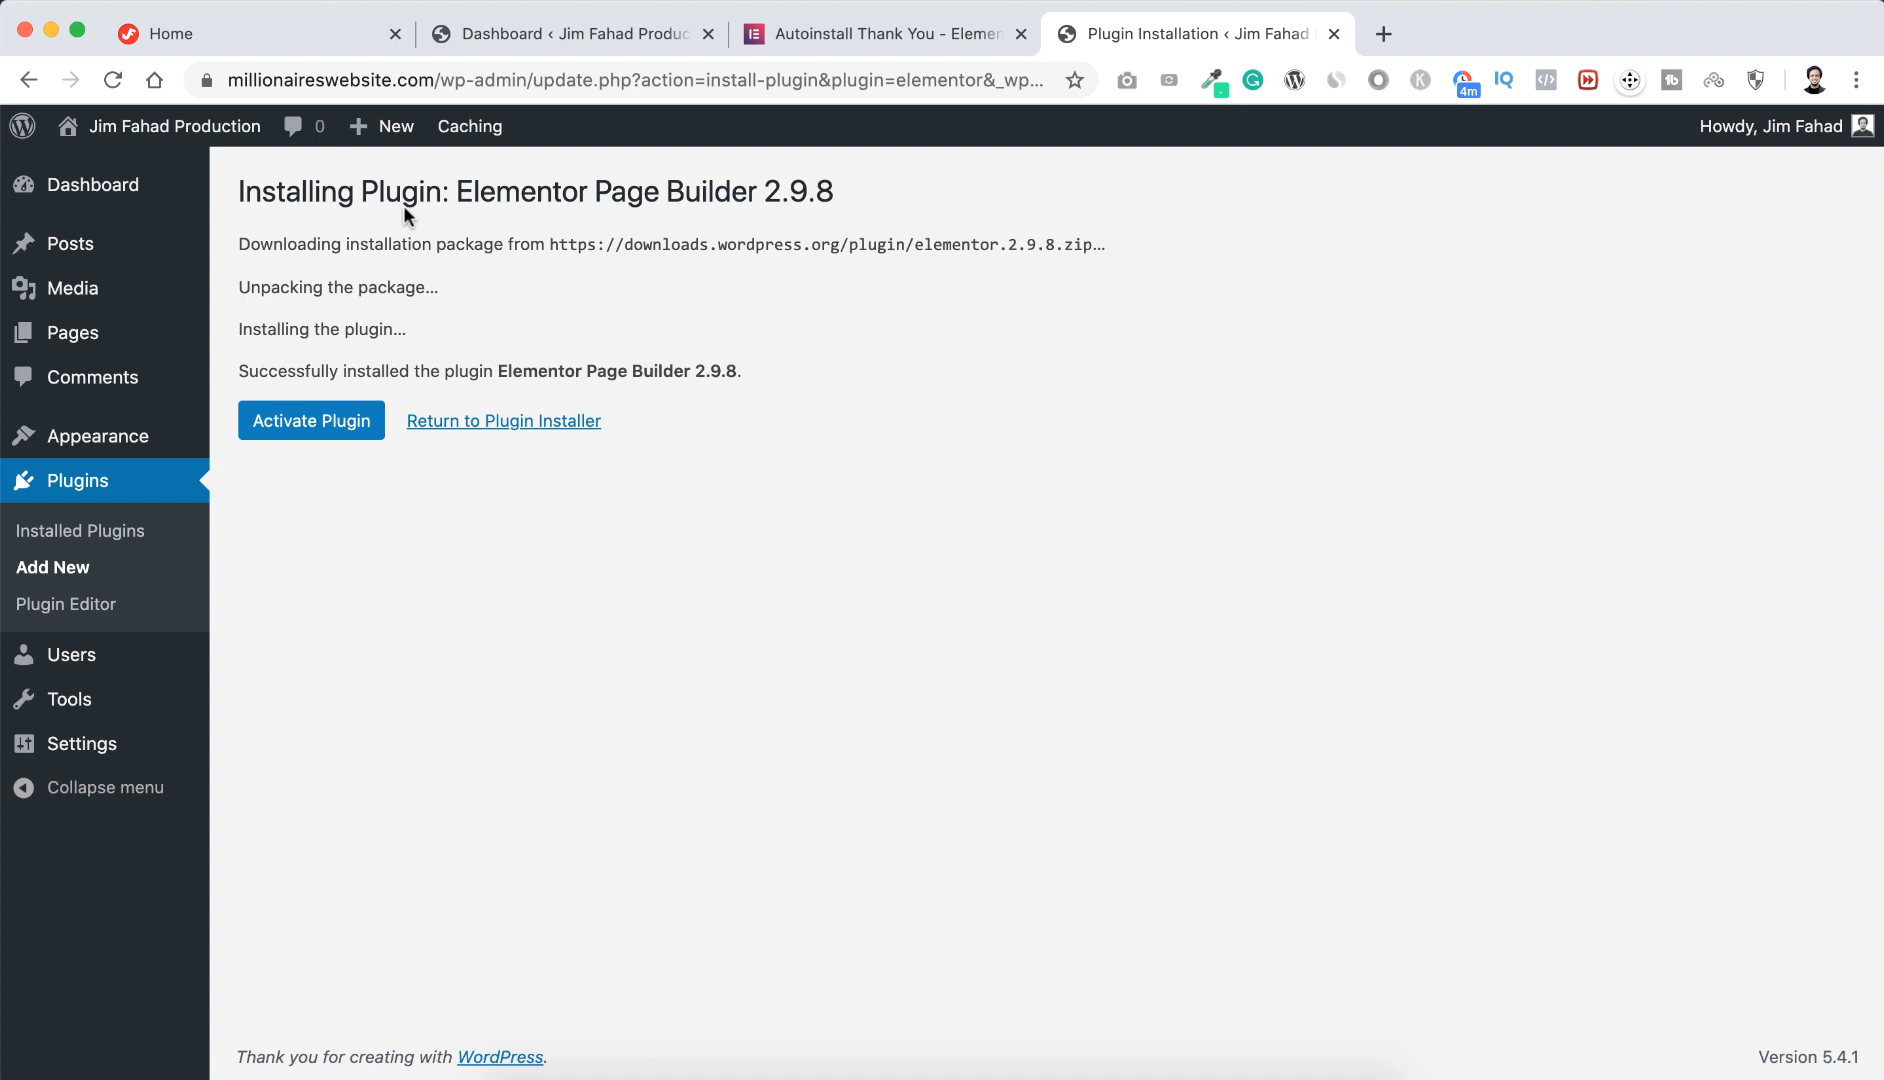 Home
Dashboard ‹ Jim Fahad Produc
Autoinstall Thank You - Elemen
Plugin Installation ‹ Jim Fahad
millionaireswebsite.com/wp-admin/update.php?action=install-plugin&plugin=elementor&_wp...
4m
IQ
Jim Fahad Production
0
New
Caching
Howdy, Jim Fahad
Dashboard
Posts
Media
Pages
Comments
Appearance
Plugins
Installed Plugins
Add New
Plugin Editor
Users
Tools
Settings
Collapse menu
Installing Plugin: Elementor Page Builder 2.9.8
Downloading installation package from https://downloads.wordpress.org/plugin/elementor.2.9.8.zip…
Unpacking the package…
Installing the plugin…
Successfully installed the plugin Elementor Page Builder 2.9.8.
Activate Plugin
Return to Plugin Installer
Thank you for creating with WordPress.
Version 5.4.1